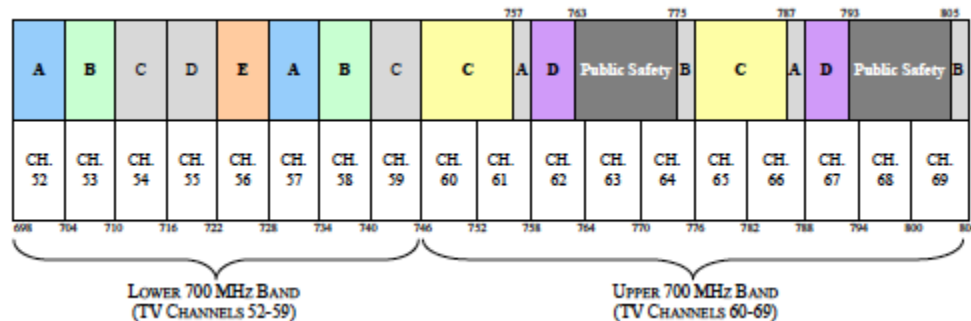 757 763 775 787 793 805
A B C D E A B C C A D Public Safety B C A D Public Safety B
CH. CH. CH. CH. CH. CH. CH. CH. CH. CH. CH. CH. CH. CH. CH. CH. CH. CH.
52 53 54 55 56 57 58 59 60 61 62 63 64 65 66 67 68 69
698 704 710 716 722 728 734 740 746 752 758 764 770 776 782 788 794 800 80
LOWER 700 MHZ BAND UPPER 700 MHZ BAND
(TV CHANNELS 52-59) (TV CHANNELS 60-69)